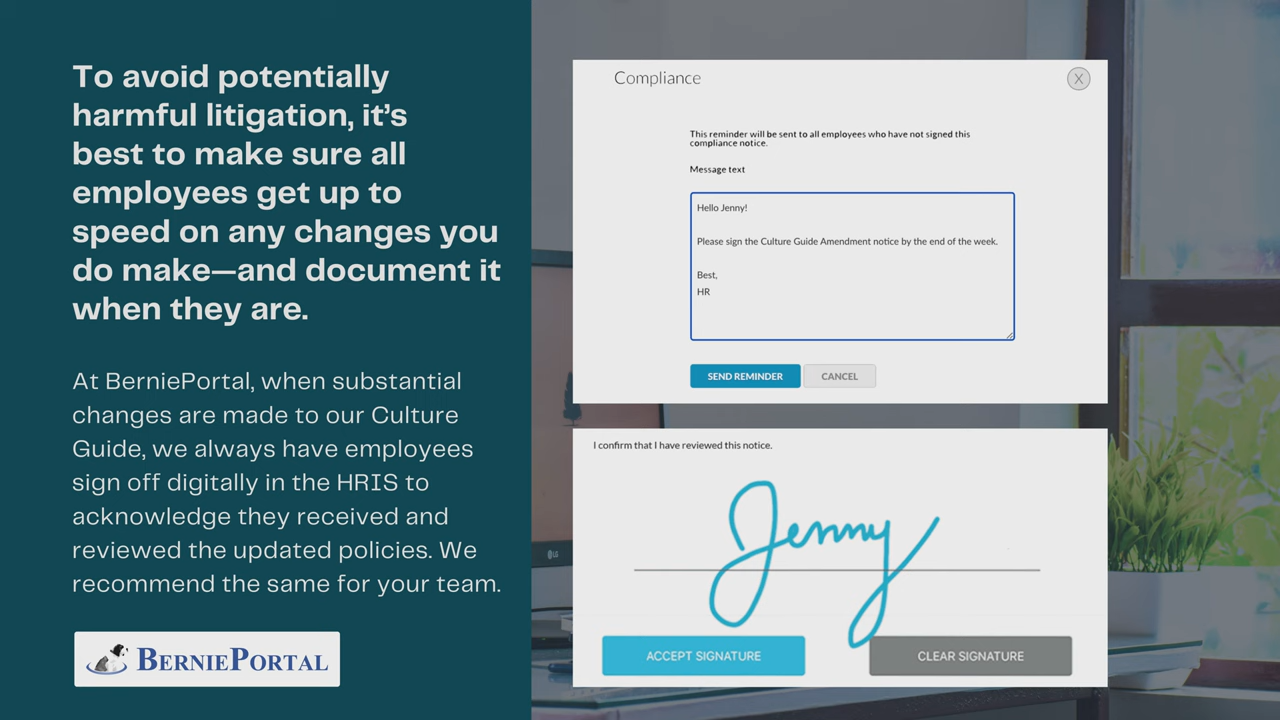 To avoid potentially
harmful litigation, it's
best to make sure all
employees get up to
speed on any changes you
do make—and document it
when they are.
At BerniePortal, when substantial
changes are made to our Culture
Guide, we always have employees
sign off digitally in the HRIS to
acknowledge they received and
reviewed the updated policies. We
recommend the same for your team.
BERNIEPORTAL
Compliance
X
This reminder will be sent to all employees who have not signed this
compliance notice.
Message text
Hello Jenny!
Please sign the Culture Guide Amendment notice by the end of the week.
Best,
HR
SEND REMINDER
CANCEL
I confirm that I have reviewed this notice.
Jenny
ACCEPT SIGNATURE
CLEAR SIGNATURE
LG